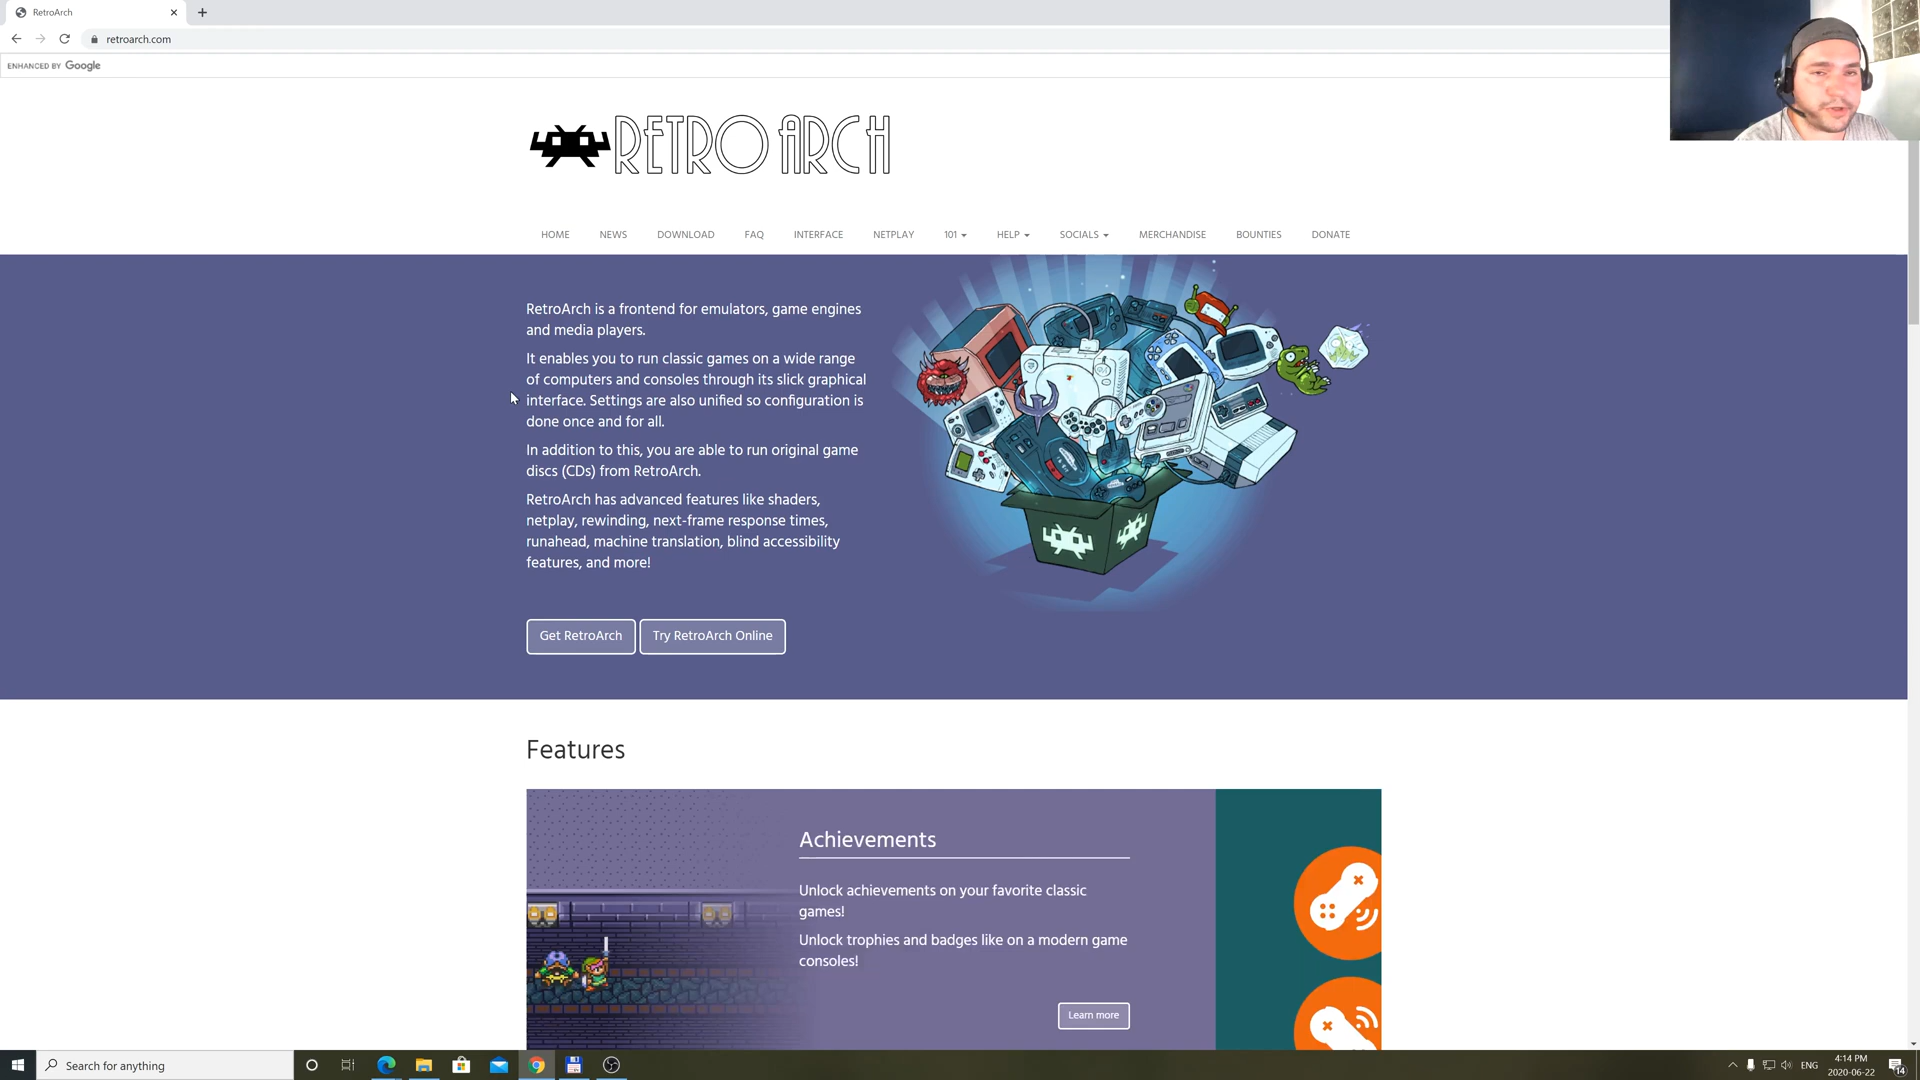 RetroArch
retroarch.com
ENHANCED BY Google
RETROARCH
HOME NEWS DOWNLOAD FAQ INTERFACE NETPLAY 101 HELP SOCIALS MERCHANDISE BOUNTIES DONATE
RetroArch is a frontend for emulators, game engines
and media players.
It enables you to run classic games on a wide range
of computers and consoles through its slick graphical
interface. Settings are also unified so configuration is
done once and for all.
In addition to this, you are able to run original game
discs (CDs) from RetroArch.
RetroArch has advanced features like shaders,
netplay, rewinding, next-frame response times,
runahead, machine translation, blind accessibility
features, and more!
Get RetroArch Try RetroArch Online
Features
Achievements
Unlock achievements on your favorite classic
games!
Unlock trophies and badges like on a modern game
consoles!
Learn more
Search for anything
ENG
4:14 PM
2020-06-22
14